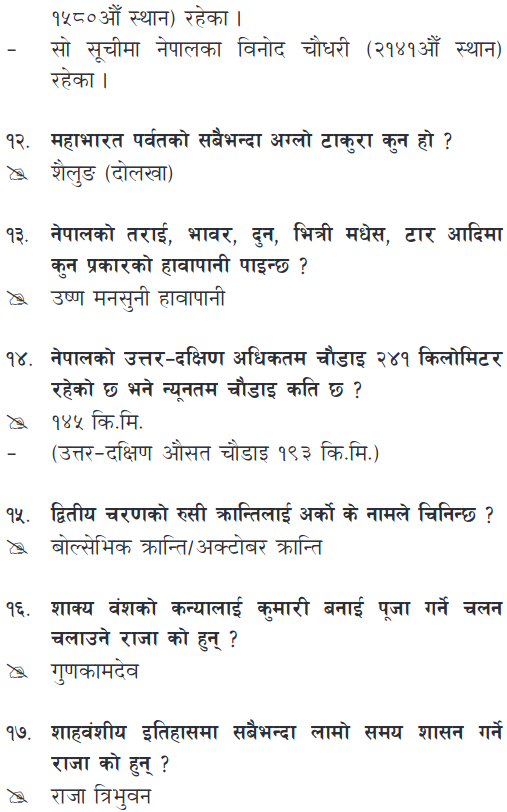 १५८०औँ स्थान) रहेका ।
– सो सूचीमा नेपालका विनोद चौधरी (२१४१औँ स्थान)
रहेका ।
१२. महाभारत पर्वतको सबैभन्दा अग्लो टाकुरा कुन हो ?
शैलुङ (दोलखा)
१३. नेपालको तराई, भावर, दुन, भित्री मधेस, टार आदिमा
कुन प्रकारको हावापानी पाइन्छ ?
उष्ण मनसुनी हावापानी
१४. नेपालको उत्तर-दक्षिण अधिकतम चौडाइ २४१ किलोमिटर
रहेको छ भने न्यूनतम चौडाइ कति छ ?
१४५ कि.मि.
– (उत्तर-दक्षिण औसत चौडाइ १९३ कि.मि.)
१५. द्वितीय चरणको रुसी क्रान्तिलाई अर्को के नामले चिनिन्छ ?
बोल्सेभिक क्रान्ति/अक्टोबर क्रान्ति
१६. शाक्य वंशको कन्यालाई कुमारी बनाई पूजा गर्ने चलन
चलाउने राजा को हुन् ?
गुणकामदेव
१७. शाहवंशीय इतिहासमा सबैभन्दा लामो समय शासन गर्ने
राजा को हुन् ?
राजा त्रिभुवन